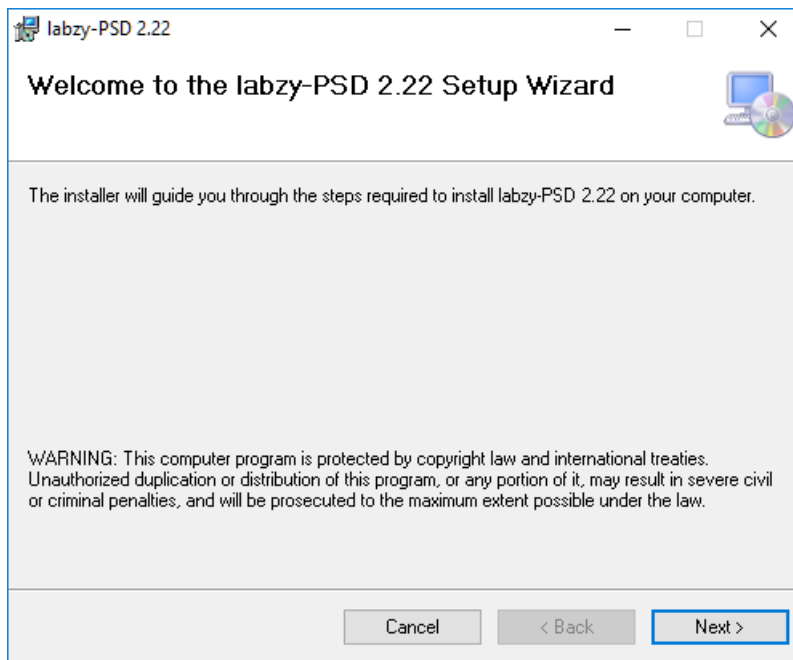 labzy-PSD 2.22
Welcome to the labzy-PSD 2.22 Setup Wizard
The installer will guide you through the steps required to install labzy-PSD 2.22 on your computer.
WARNING: This computer program is protected by copyright law and international treaties.
Unauthorized duplication or distribution of this program, or any portion of it, may result in severe civil
or criminal penalties, and will be prosecuted to the maximum extent possible under the law.
Cancel
< Back
Next >